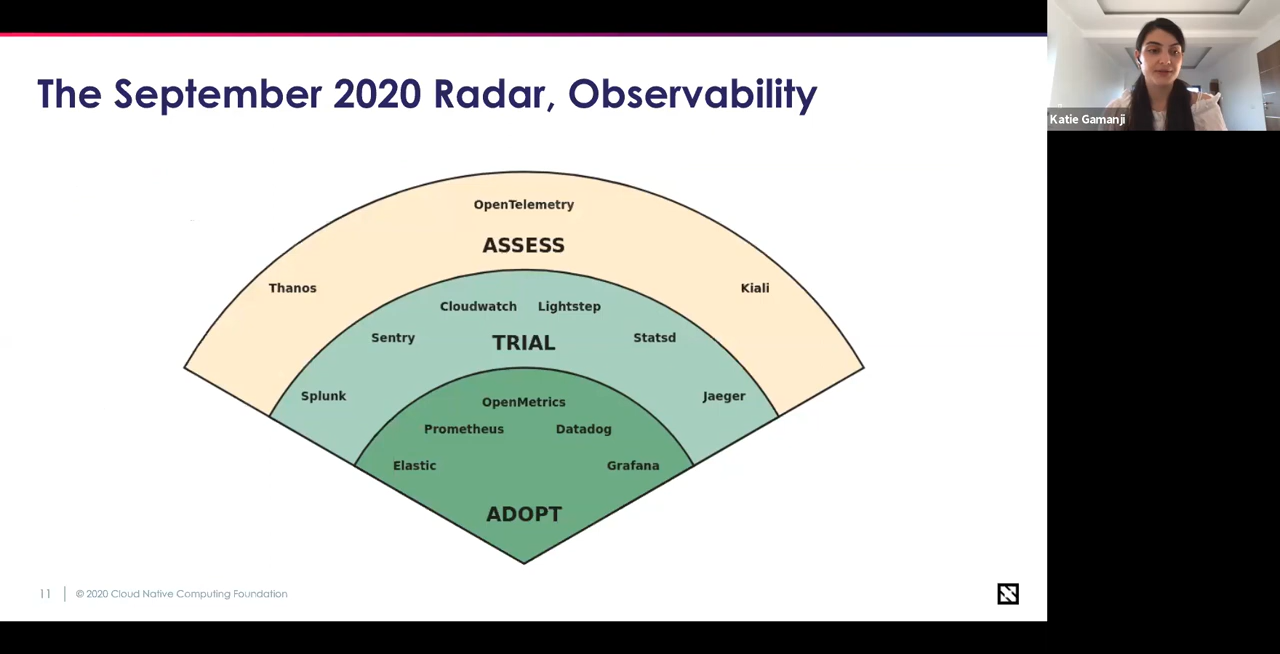 The September 2020 Radar, Observability
Katie Gamanji
OpenTelemetry
ASSESS
Thanos
Kiali
Cloudwatch Lightstep
Sentry
Statsd
TRIAL
Splunk
Jaeger
OpenMetrics
Prometheus Datadog
Elastic
Grafana
ADOPT
11
© 2020 Cloud Native Computing Foundation